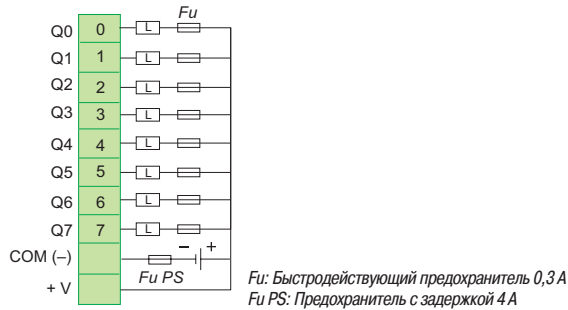 Fu
Q0 0 L
Q1 1 L
Q2 2 L
Q3 3 L
Q4 4 L
Q5 5 L
Q6 6 L
Q7 7 L
COM (–) – +
Fu PS
+ V
Fu: Быстродействующий предохранитель 0,3 А
Fu PS: Предохранитель с задержкой 4 А